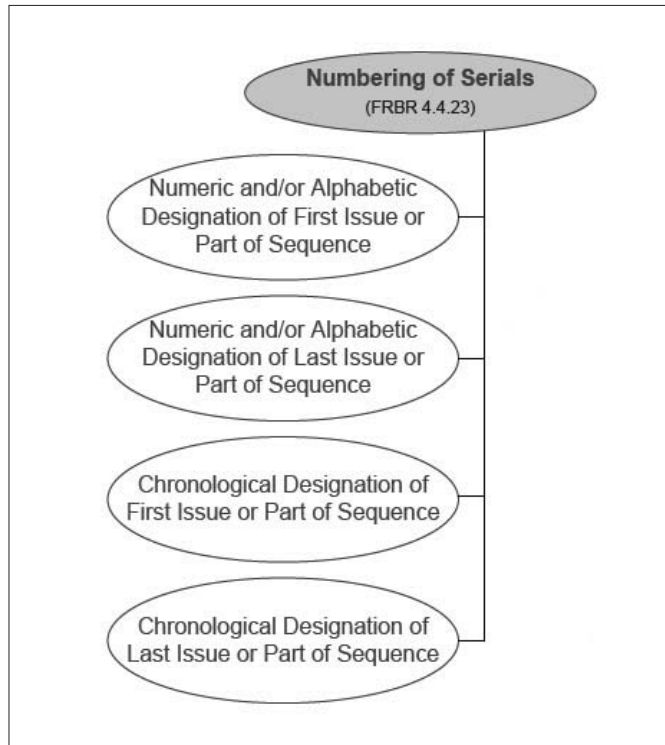 Numbering of Serials
(FRBR 4.4.23)
Numeric and/or Alphabetic
Designation of First Issue or
Part of Sequence
Numeric and/or Alphabetic
Designation of Last Issue or
Part of Sequence
Chronological Designation of
First Issue or Part of Sequence
Chronological Designation of
Last Issue or Part of Sequence